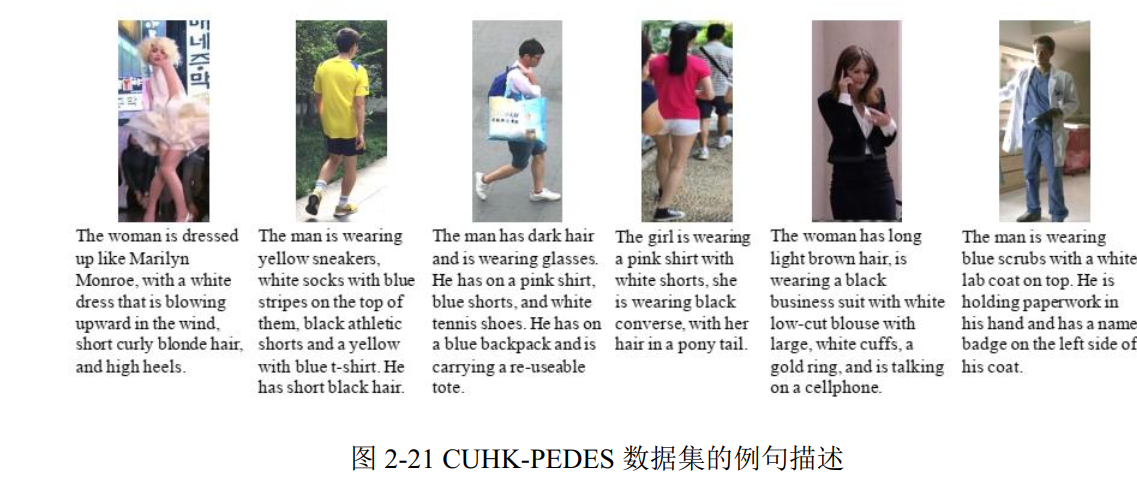 마
네
즈
막
The woman is dressed
up like Marilyn
Monroe, with a white
dress that is blowing
upward in the wind,
short curly blonde hair,
and high heels.
The man is wearing
yellow sneakers,
white socks with blue
stripes on the top of
them, black athletic
shorts and a yellow
with blue t-shirt. He
has short black hair.
The man has dark hair
and is wearing glasses.
He has on a pink shirt,
blue shorts, and white
tennis shoes. He has on
a blue backpack and is
carrying a re-useable
tote.
The girl is wearing
a pink shirt with
white shorts, she
is wearing black
converse, with her
hair in a pony tail.
The woman has long
light brown hair, is
wearing a black
business suit with white
low-cut blouse with
large, white cuffs, a
gold ring, and is talking
on a cellphone.
The man is wearing
blue scrubs with a white
lab coat on top. He is
holding paperwork in
his hand and has a name
badge on the left side of
his coat.
图 2-21 CUHK-PEDES 数据集的例句描述